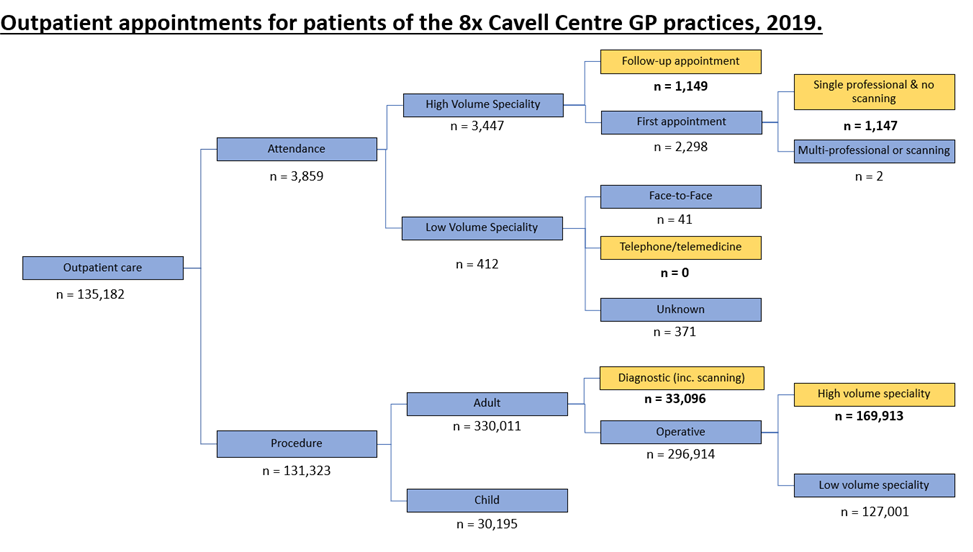 Outpatient appointments for patients of the 8x Cavell Centre GP practices, 2019.
Outpatient care
n = 135,182
Attendance
n = 3,859
High Volume Speciality
n = 3,447
Follow-up appointment
n = 1,149
First appointment
n = 2,298
Single professional & no
scanning
n = 1,147
Multi-professional or scanning
n = 2
Low Volume Speciality
n = 412
Face-to-Face
n = 41
Telephone/telemedicine
n = 0
Unknown
n = 371
Procedure
n = 131,323
Adult
n = 330,011
Diagnostic (inc. scanning)
n = 33,096
Operative
n = 296,914
High volume speciality
n = 169,913
Low volume speciality
n = 127,001
Child
n = 30,195